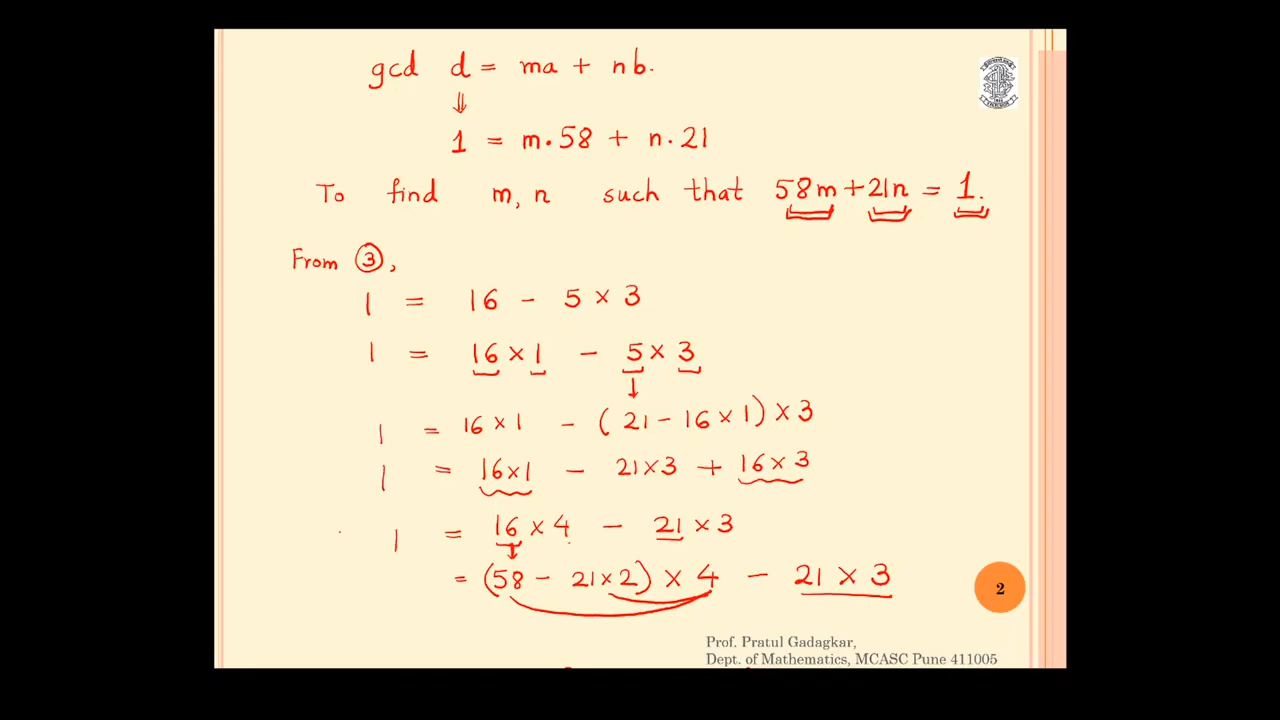 gcd d = ma + nb.
⇓
1 = m·58 + n·21
To find m, n such that 58m + 21n = 1.
From ③,
1 = 16 - 5 × 3
1 = 16 × 1 - 5 × 3
1 = 16 × 1 - (21 - 16 × 1) × 3
1 = 16 × 1 - 21 × 3 + 16 × 3
1 = 16 × 4 - 21 × 3
= (58 - 21 × 2) × 4 - 21 × 3
2
Prof. Pratul Gadagkar,
Dept. of Mathematics, MCASC Pune 411005